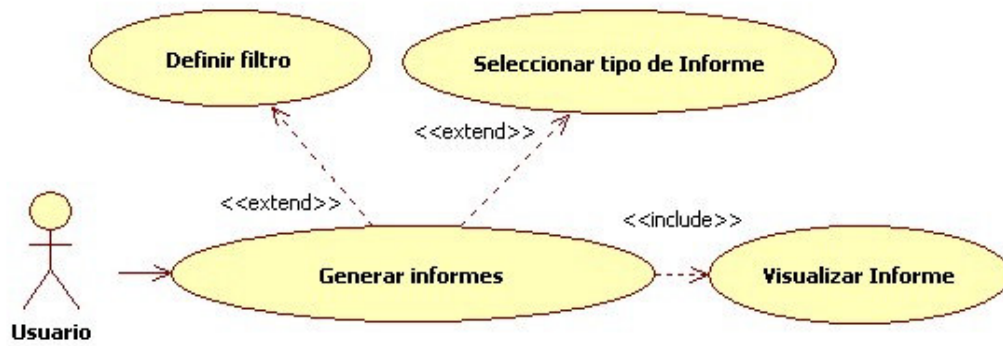 Definir filtro
Seleccionar tipo de Informe
<<extend>>
<<extend>>
<<include>>
Generar informes
Visualizar Informe
Usuario